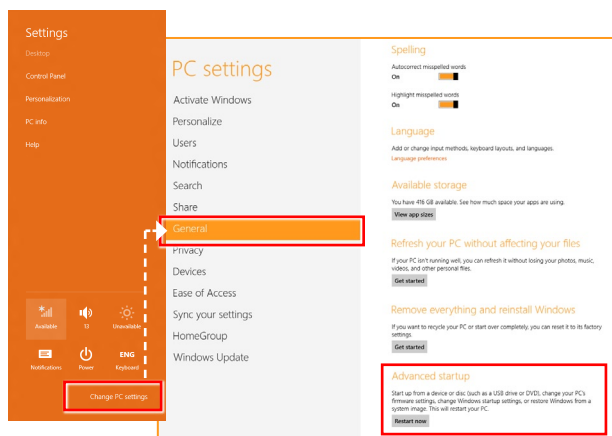 Settings
Desktop
Control Panel
Personalization
PC info
Help
Available
13
Unavailable
Notifications
Power
ENG
Keyboard
Change PC settings
PC settings
Activate Windows
Personalize
Users
Notifications
Search
Share
General
Privacy
Devices
Ease of Access
Sync your settings
HomeGroup
Windows Update
Spelling
Autocorrect misspelled words
On
Highlight misspelled words
On
Language
Add or change input methods, keyboard layouts, and languages.
Language preferences
Available storage
You have 416 GB available. See how much space your apps are using.
View app sizes
Refresh your PC without affecting your files
If your PC isn't running well, you can refresh it without losing your photos, music,
videos, and other personal files.
Get started
Remove everything and reinstall Windows
If you want to recycle your PC or start over completely, you can reset it to its factory
settings.
Get started
Advanced startup
Start up from a device or disc (such as a USB drive or DVD), change your PC's
firmware settings, change Windows startup settings, or restore Windows from a
system image. This will restart your PC.
Restart now